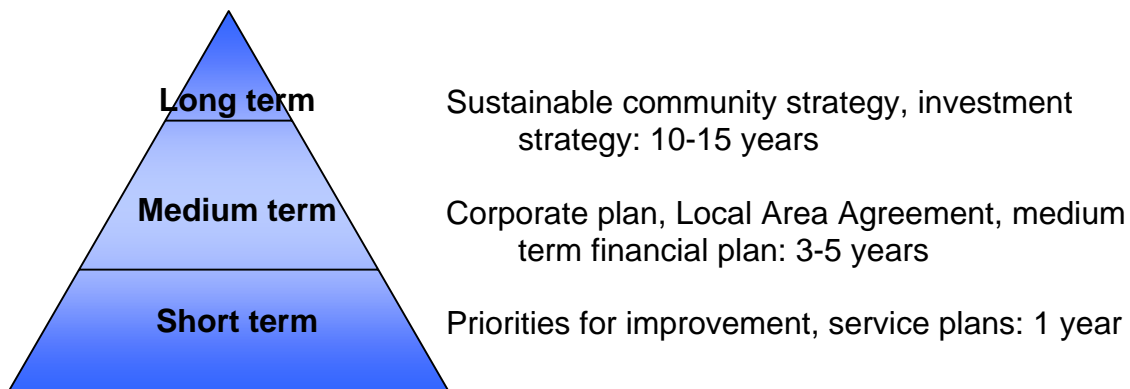 Long term
Sustainable community strategy, investment
strategy: 10-15 years
Medium term
Corporate plan, Local Area Agreement, medium
term financial plan: 3-5 years
Short term
Priorities for improvement, service plans: 1 year